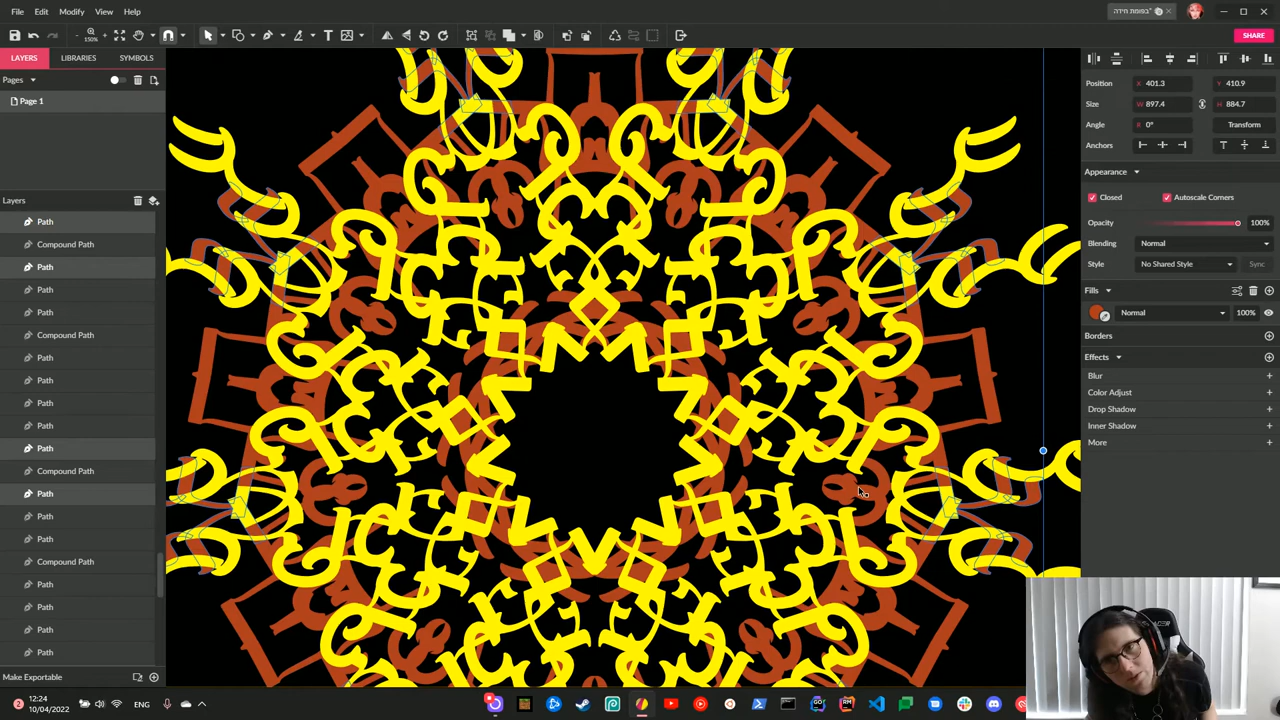 File Edit Modify View Help
בפומת חידה*
150%
SHARE
LAYERS LIBRARIES SYMBOLS
Pages
Page 1
Layers
Path
Compound Path
Path
Path
Path
Compound Path
Path
Path
Path
Path
Path
Compound Path
Path
Path
Path
Compound Path
Path
Path
Path
Path
Make Exportable
Position X 401.3 Y 410.9
Size W 897.4 H 884.7
Angle R 0° Transform
Anchors
Appearance
Closed Autoscale Corners
Opacity 100%
Blending Normal
Style No Shared Style Sync
Fills
Normal 100%
Borders
Effects
Blur
Color Adjust
Drop Shadow
Inner Shadow
More
2 12:24
10/04/2022
ENG